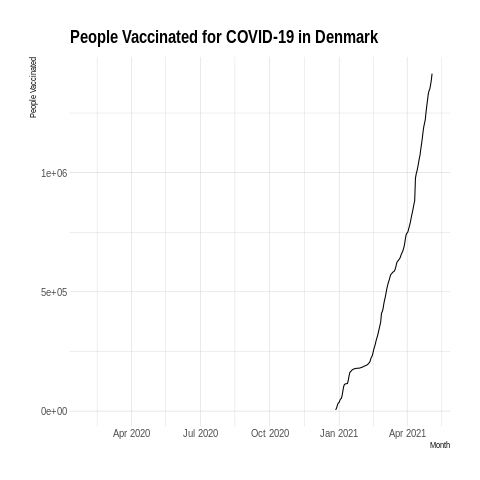 People Vaccinated for COVID-19 in Denmark
People Vaccinated
1e+06
5e+05
0e+00
Apr 2020
Jul 2020
Oct 2020
Jan 2021
Apr 2021
Month